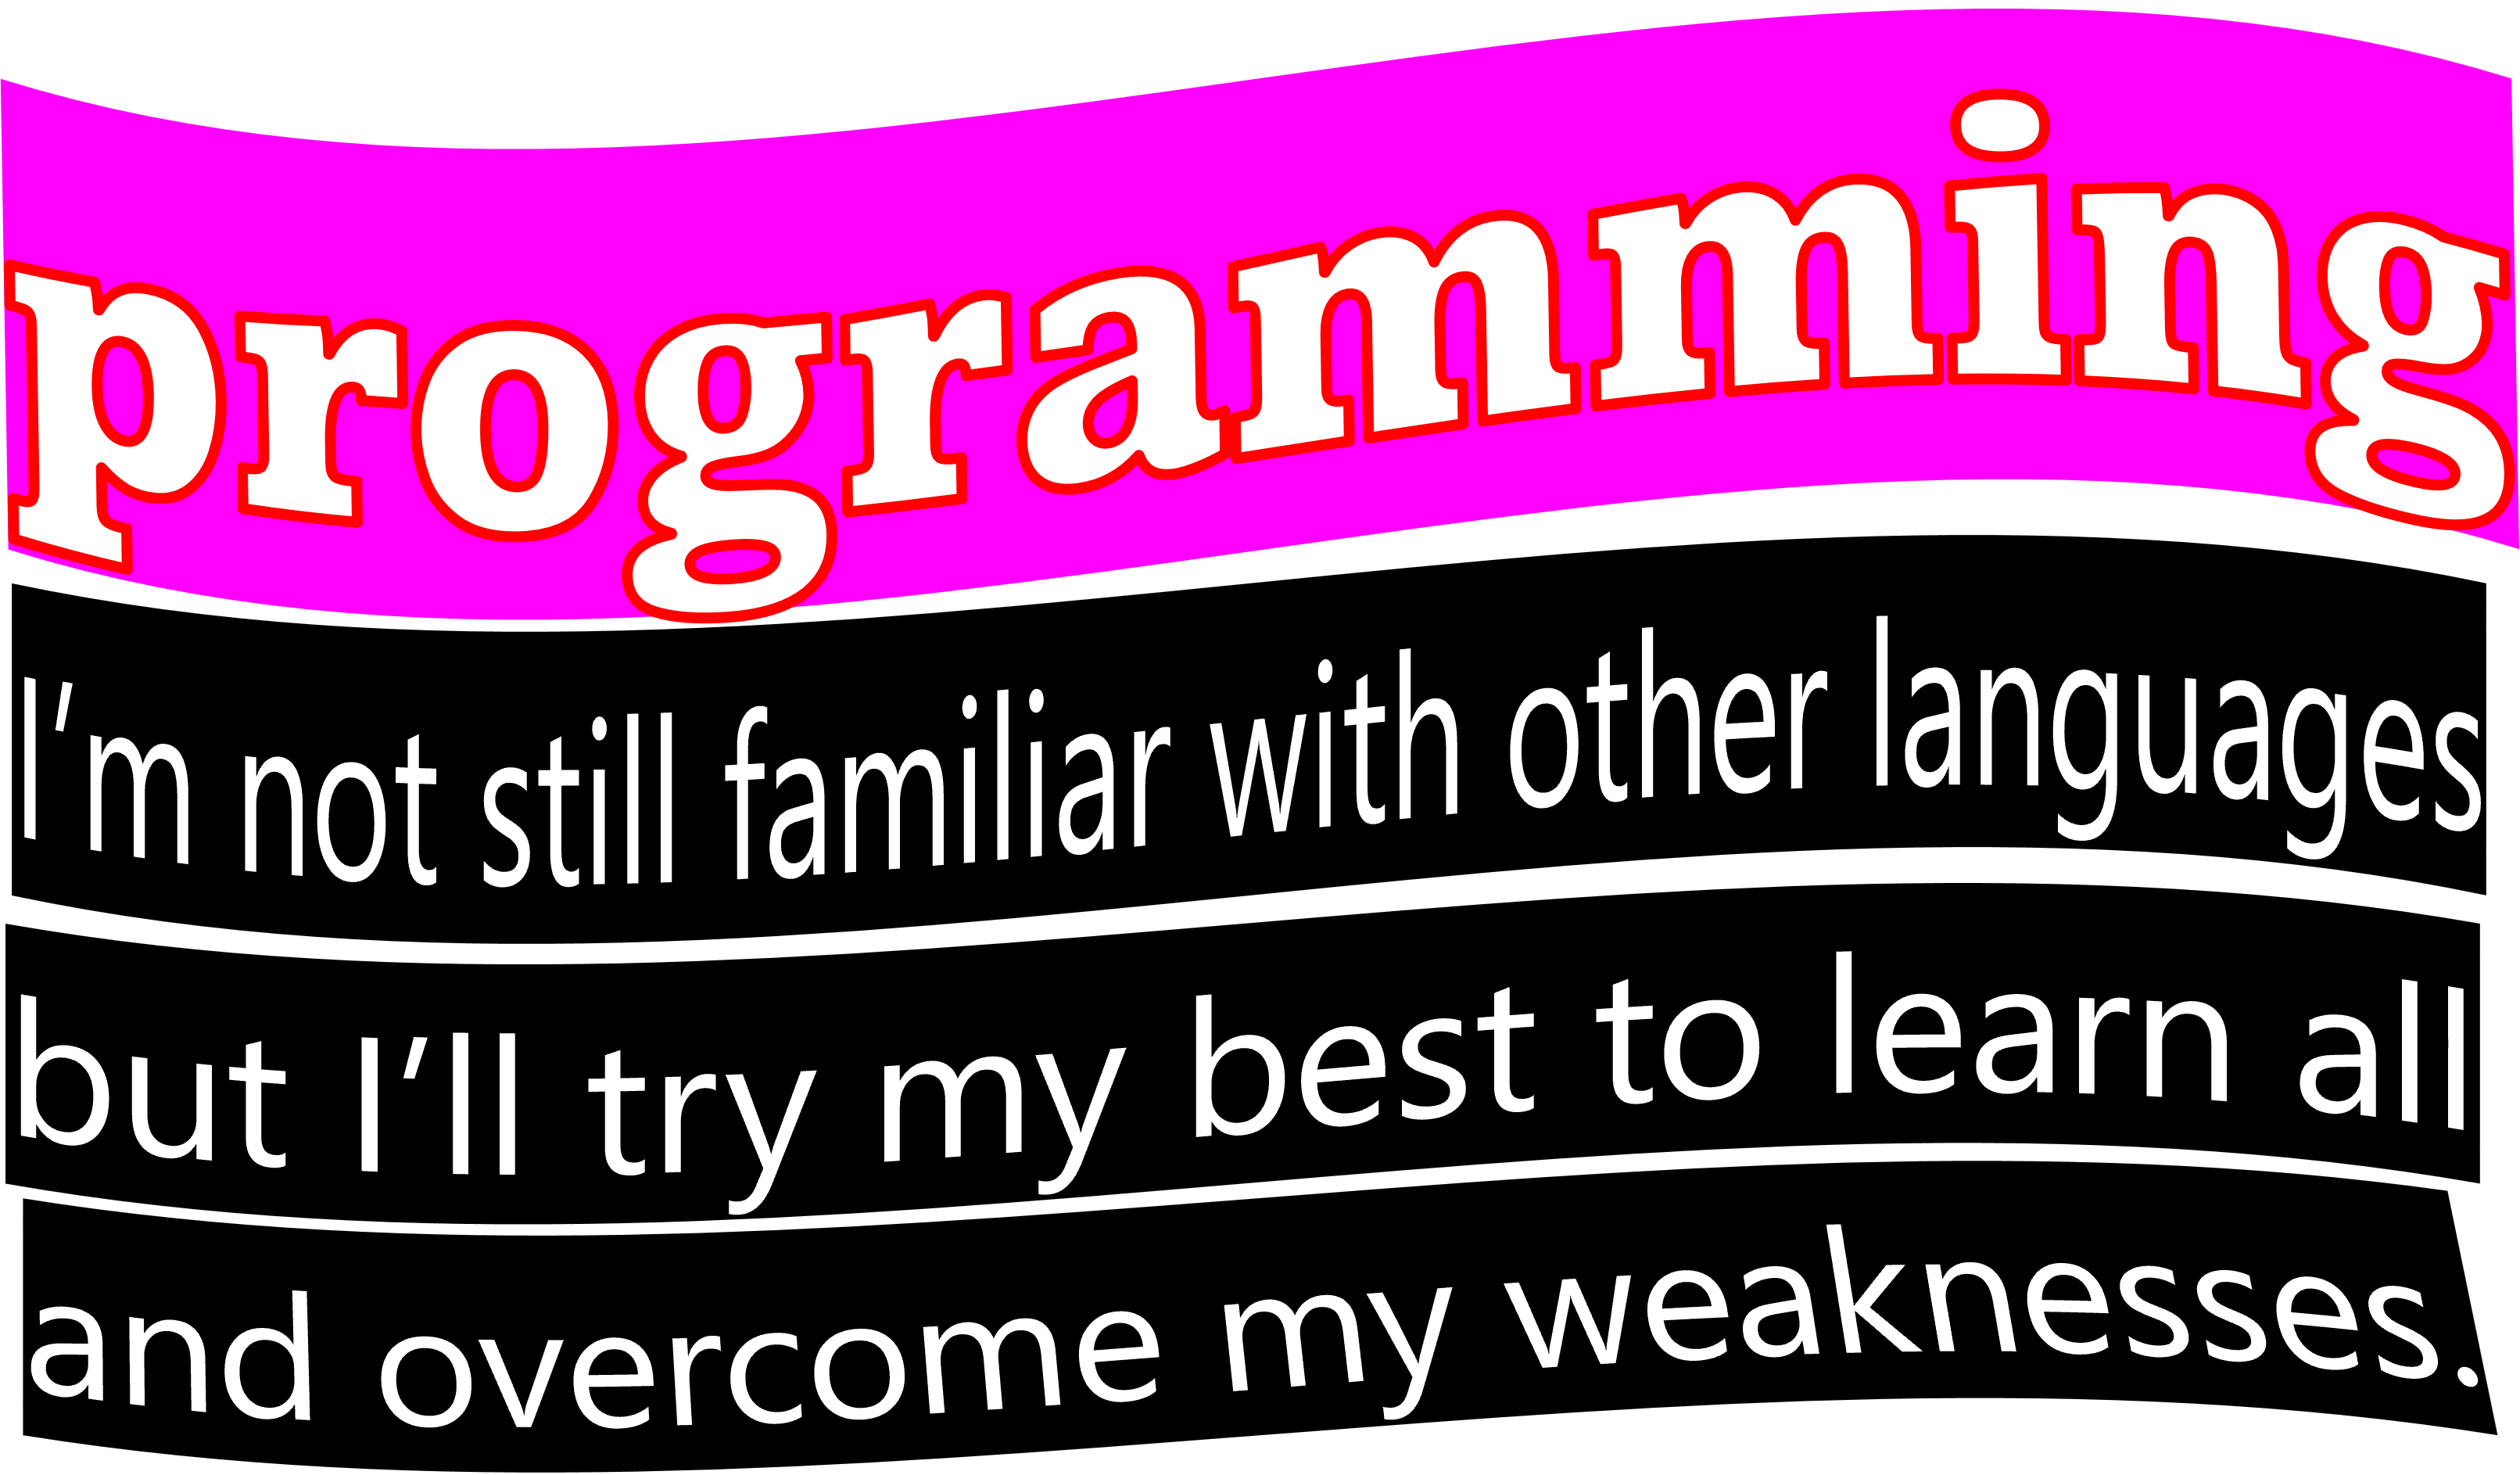 programming
I'm not still familiar with other languages
but I'll try my best to learn all
and overcome my weaknesses.